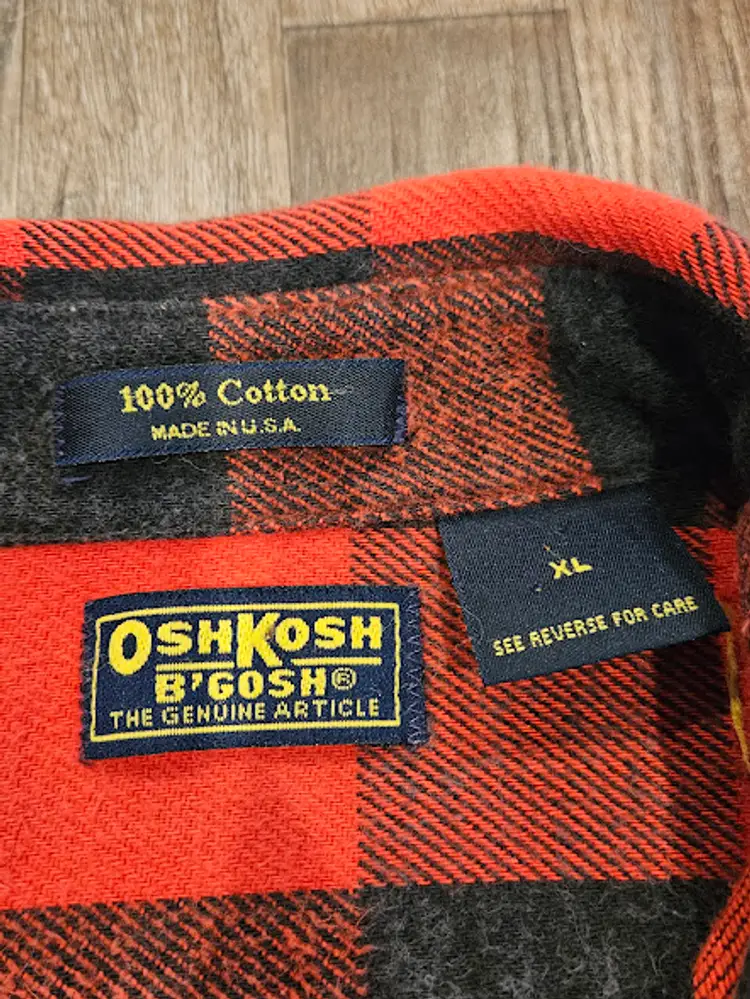 100% Cotton
MADE IN U.S.A.
XL
SEE REVERSE FOR CARE
OSHKOSH
B'GOSH®
THE GENUINE ARTICLE